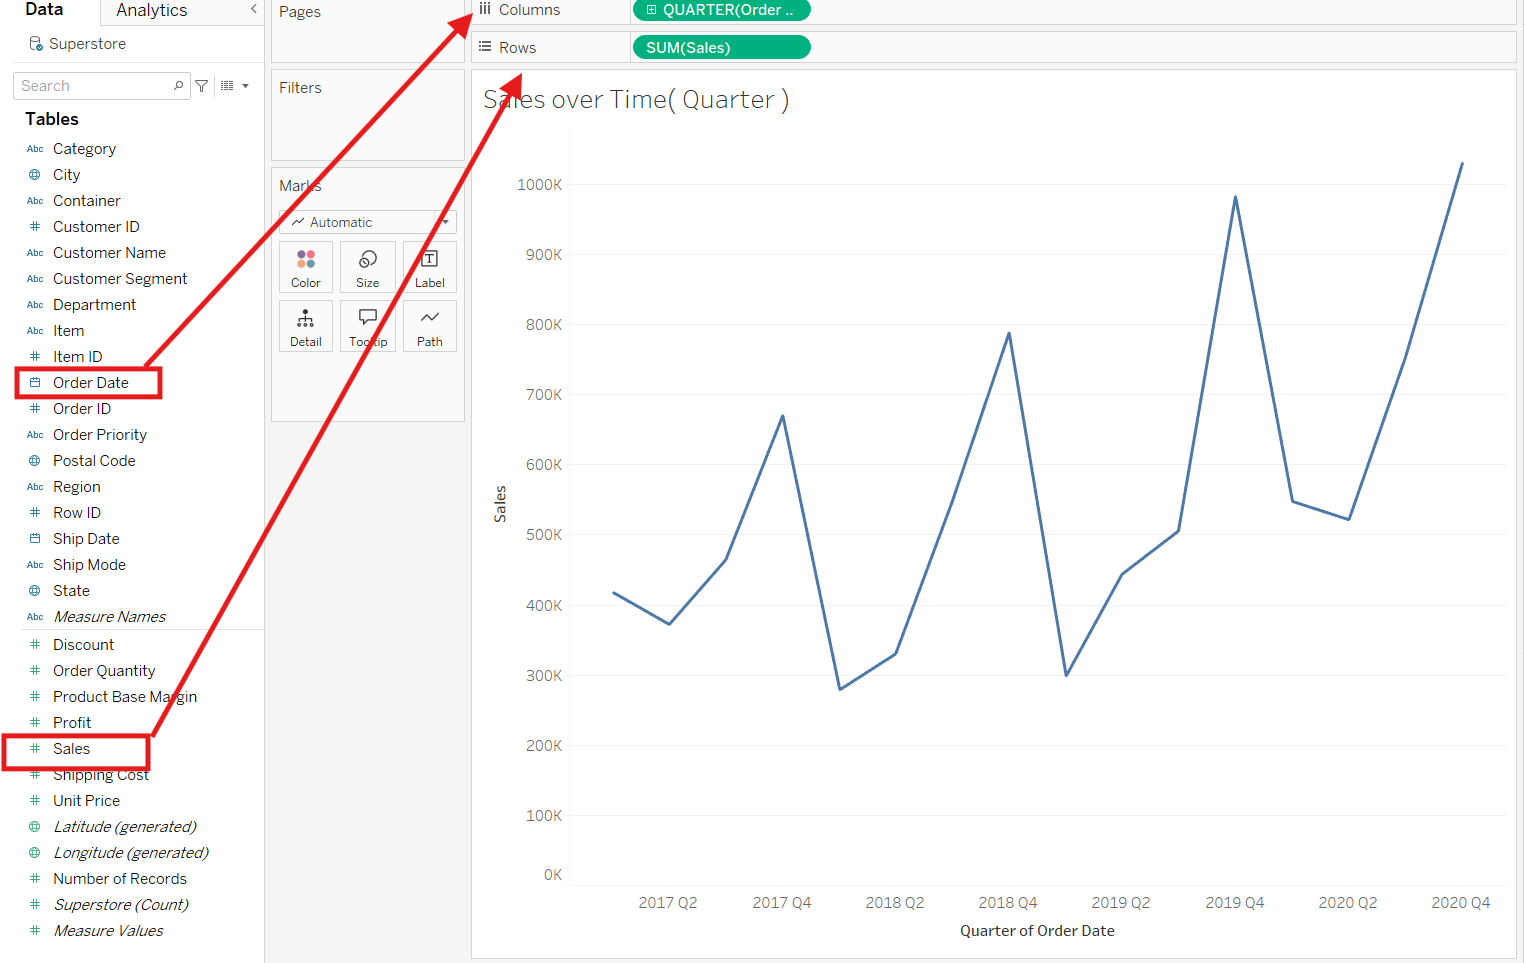 Data
Analytics
Superstore
Search
Tables
Abc Category
City
Abc Container
Customer ID
Abc Customer Name
Abc Customer Segment
Abc Department
Abc Item
Item ID
Order Date
Order ID
Abc Order Priority
Postal Code
Abc Region
Row ID
Ship Date
Abc Ship Mode
State
Abc Measure Names
Discount
Order Quantity
Product Base Margin
Profit
Sales
Shipping Cost
Unit Price
Latitude (generated)
Longitude (generated)
Number of Records
Superstore (Count)
Measure Values
Pages
Filters
Marks
Automatic
Color Size Label
Detail Tooltip Path
Columns QUARTER(Order ..
Rows SUM(Sales)
Sales over Time( Quarter )
1000K
900K
800K
700K
600K
500K
400K
300K
200K
100K
0K
Sales
2017 Q2 2017 Q4 2018 Q2 2018 Q4 2019 Q2 2019 Q4 2020 Q2 2020 Q4
Quarter of Order Date